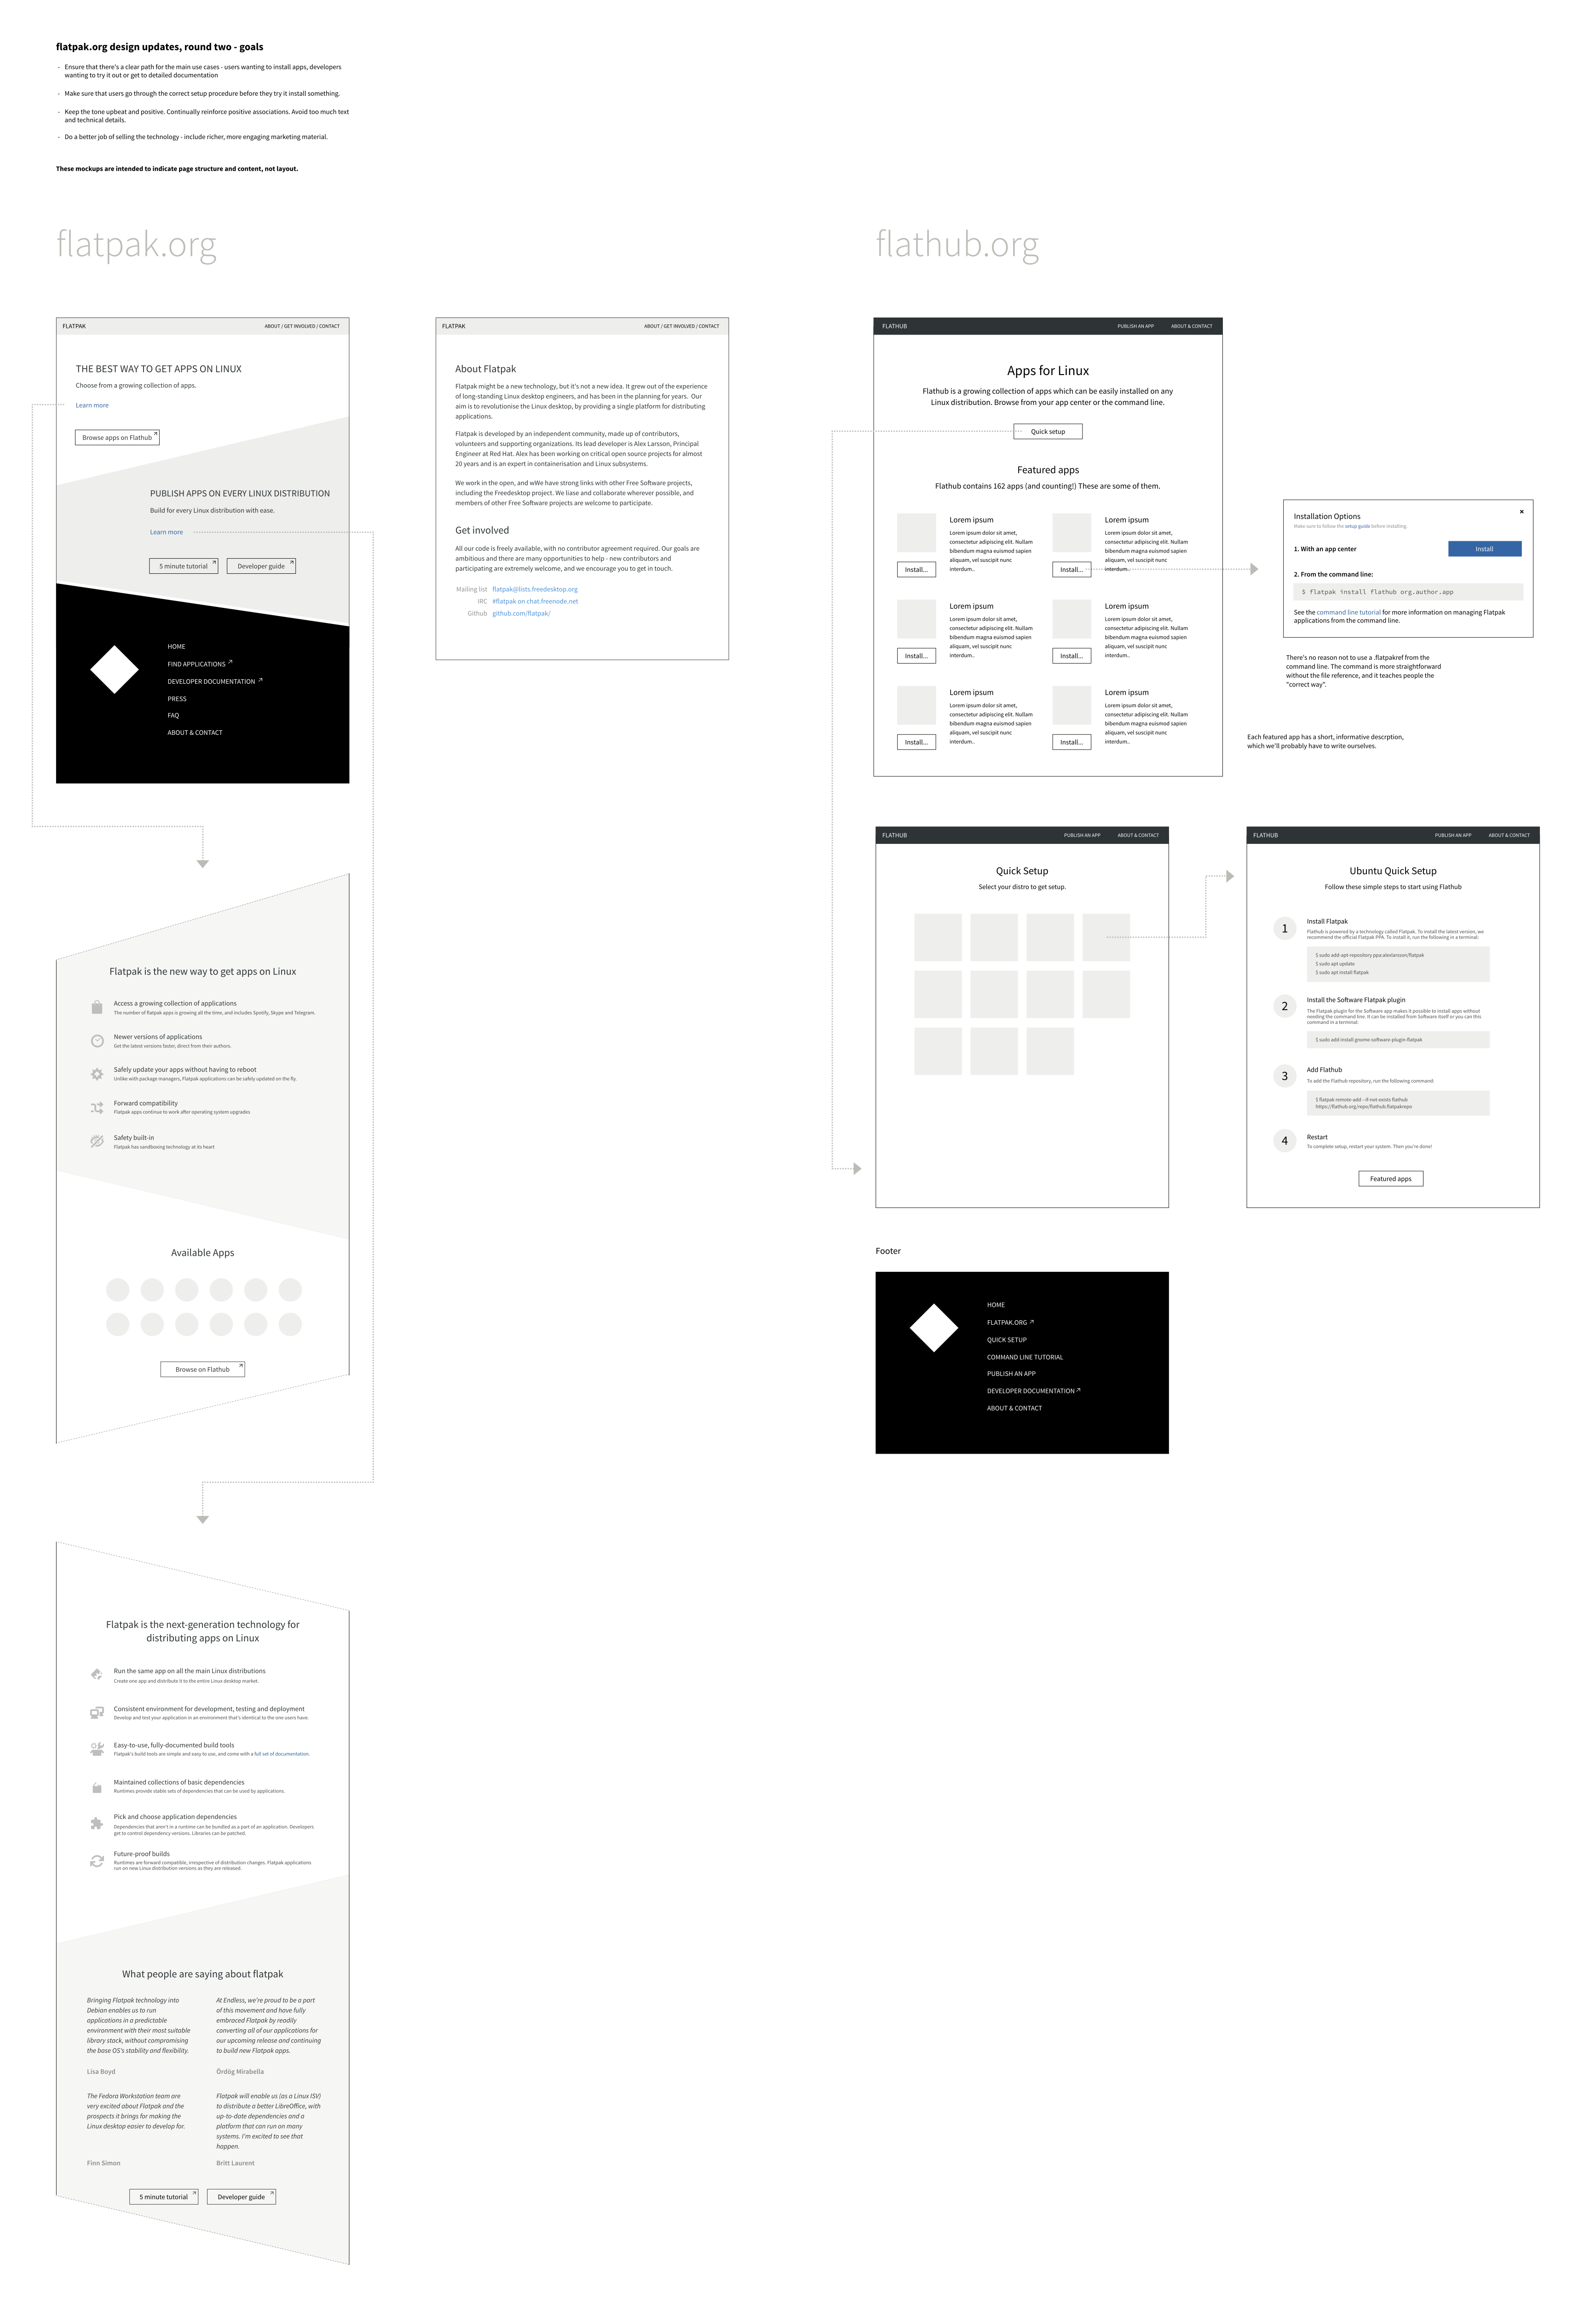 flatpak.org design updates, round two - goals
- Ensure that there's a clear path for the main use cases - users wanting to install apps, developers
wanting to try it out or get to detailed documentation
- Make sure that users go through the correct setup procedure before they try it install something.
- Keep the tone upbeat and positive. Continually reinforce positive associations. Avoid too much text
and technical details.
- Do a better job of selling the technology - include richer, more engaging marketing material.
These mockups are intended to indicate page structure and content, not layout.
flatpak.org
FLATPAK
ABOUT / GET INVOLVED / CONTACT
THE BEST WAY TO GET APPS ON LINUX
Choose from a growing collection of apps.
Learn more
Browse apps on Flathub
PUBLISH APPS ON EVERY LINUX DISTRIBUTION
Build for every Linux distribution with ease.
Learn more
5 minute tutorial
Developer guide
HOME
FIND APPLICATIONS
DEVELOPER DOCUMENTATION
PRESS
FAQ
ABOUT & CONTACT
FLATPAK
ABOUT / GET INVOLVED / CONTACT
About Flatpak
Flatpak might be a new technology, but it's not a new idea. It grew out of the experience
of long-standing Linux desktop engineers, and has been in the planning for years. Our
aim is to revolutionise the Linux desktop, by providing a single platform for distributing
applications.
Flatpak is developed by an independent community, made up of contributors,
volunteers and supporting organizations. Its lead developer is Alex Larsson, Principal
Engineer at Red Hat. Alex has been working on critical open source projects for almost
20 years and is an expert in containerisation and Linux subsystems.
We work in the open, and wWe have strong links with other Free Software projects,
including the Freedesktop project. We liase and collaborate wherever possible, and
members of other Free Software projects are welcome to participate.
Get involved
All our code is freely available, with no contributor agreement required. Our goals are
ambitious and there are many opportunities to help - new contributors and
participating are extremely welcome, and we encourage you to get in touch.
Mailing list flatpak@lists.freedesktop.org
IRC #flatpak on chat.freenode.net
Github github.com/flatpak/
Flatpak is the new way to get apps on Linux
Access a growing collection of applications
The number of flatpak apps is growing all the time, and includes Spotify, Skype and Telegram.
Newer versions of applications
Get the latest versions faster, direct from their authors.
Safely update your apps without having to reboot
Unlike with package managers, Flatpak applications can be safely updated on the fly.
Forward compatibility
Flatpak apps continue to work after operating system upgrades
Safety built-in
Flatpak has sandboxing technology at its heart
Available Apps
Browse on Flathub
Flatpak is the next-generation technology for
distributing apps on Linux
Run the same app on all the main Linux distributions
Create one app and distribute it to the entire Linux desktop market.
Consistent environment for development, testing and deployment
Develop and test your application in an environment that's identical to the one users have.
Easy-to-use, fully-documented build tools
Flatpak's build tools are simple and easy to use, and come with a full set of documentation.
Maintained collections of basic dependencies
Runtimes provide stable sets of dependencies that can be used by applications.
Pick and choose application dependencies
Dependencies that aren't in a runtime can be bundled as a part of an application. Developers
get to control dependency versions. Libraries can be patched.
Future-proof builds
Runtimes are forward compatible, irrespective of distribution changes. Flatpak applications
run on new Linux distribution versions as they are released.
What people are saying about flatpak
Bringing Flatpak technology into
Debian enables us to run
applications in a predictable
environment with their most suitable
library stack, without compromising
the base OS's stability and flexibility.
Lisa Boyd
At Endless, we're proud to be a part
of this movement and have fully
embraced Flatpak by readily
converting all of our applications for
our upcoming release and continuing
to build new Flatpak apps.
Ördög Mirabella
The Fedora Workstation team are
very excited about Flatpak and the
prospects it brings for making the
Linux desktop easier to develop for.
Finn Simon
Flatpak will enable us (as a Linux ISV)
to distribute a better LibreOffice, with
up-to-date dependencies and a
platform that can run on many
systems. I'm excited to see that
happen.
Britt Laurent
5 minute tutorial
Developer guide
flathub.org
FLATHUB
PUBLISH AN APP
ABOUT & CONTACT
Apps for Linux
Flathub is a growing collection of apps which can be easily installed on any
Linux distribution. Browse from your app center or the command line.
Quick setup
Featured apps
Flathub contains 162 apps (and counting!) These are some of them.
Lorem ipsum
Lorem ipsum dolor sit amet,
consectetur adipiscing elit. Nullam
bibendum magna euismod sapien
aliquam, vel suscipit nunc
interdum..
Install...
Lorem ipsum
Lorem ipsum dolor sit amet,
consectetur adipiscing elit. Nullam
bibendum magna euismod sapien
aliquam, vel suscipit nunc
interdum..
Install...
Lorem ipsum
Lorem ipsum dolor sit amet,
consectetur adipiscing elit. Nullam
bibendum magna euismod sapien
aliquam, vel suscipit nunc
interdum..
Install...
Lorem ipsum
Lorem ipsum dolor sit amet,
consectetur adipiscing elit. Nullam
bibendum magna euismod sapien
aliquam, vel suscipit nunc
interdum..
Install...
Lorem ipsum
Lorem ipsum dolor sit amet,
consectetur adipiscing elit. Nullam
bibendum magna euismod sapien
aliquam, vel suscipit nunc
interdum..
Install...
Lorem ipsum
Lorem ipsum dolor sit amet,
consectetur adipiscing elit. Nullam
bibendum magna euismod sapien
aliquam, vel suscipit nunc
interdum..
Install...
Installation Options
Make sure to follow the setup guide before installing.
1. With an app center
Install
2. From the command line:
$ flatpak install flathub org.author.app
See the command line tutorial for more information on managing Flatpak
applications from the command line.
There's no reason not to use a .flatpakref from the
command line. The command is more straightforward
without the file reference, and it teaches people the
"correct way".
Each featured app has a short, informative descrption,
which we'll probably have to write ourselves.
FLATHUB
PUBLISH AN APP
ABOUT & CONTACT
Quick Setup
Select your distro to get setup.
FLATHUB
PUBLISH AN APP
ABOUT & CONTACT
Ubuntu Quick Setup
Follow these simple steps to start using Flathub
1
Install Flatpak
Flathub is powered by a technology called Flatpak. To install the latest version, we
recommend the official Flatpak PPA. To install it, run the following in a terminal:
$ sudo add-apt-repository ppa:alexlarsson/flatpak
$ sudo apt update
$ sudo apt install flatpak
2
Install the Software Flatpak plugin
The Flatpak plugin for the Software app makes it possible to install apps without
needing the command line. It can be installed from Software itself or you can this
command in a terminal:
$ sudo add install gnome-software-plugin-flatpak
3
Add Flathub
To add the Flathub repository, run the following command:
$ flatpak remote-add --if-not-exists flathub
https://flathub.org/repo/flathub.flatpakrepo
4
Restart
To complete setup, restart your system. Then you're done!
Featured apps
Footer
HOME
FLATPAK.ORG
QUICK SETUP
COMMAND LINE TUTORIAL
PUBLISH AN APP
DEVELOPER DOCUMENTATION
ABOUT & CONTACT